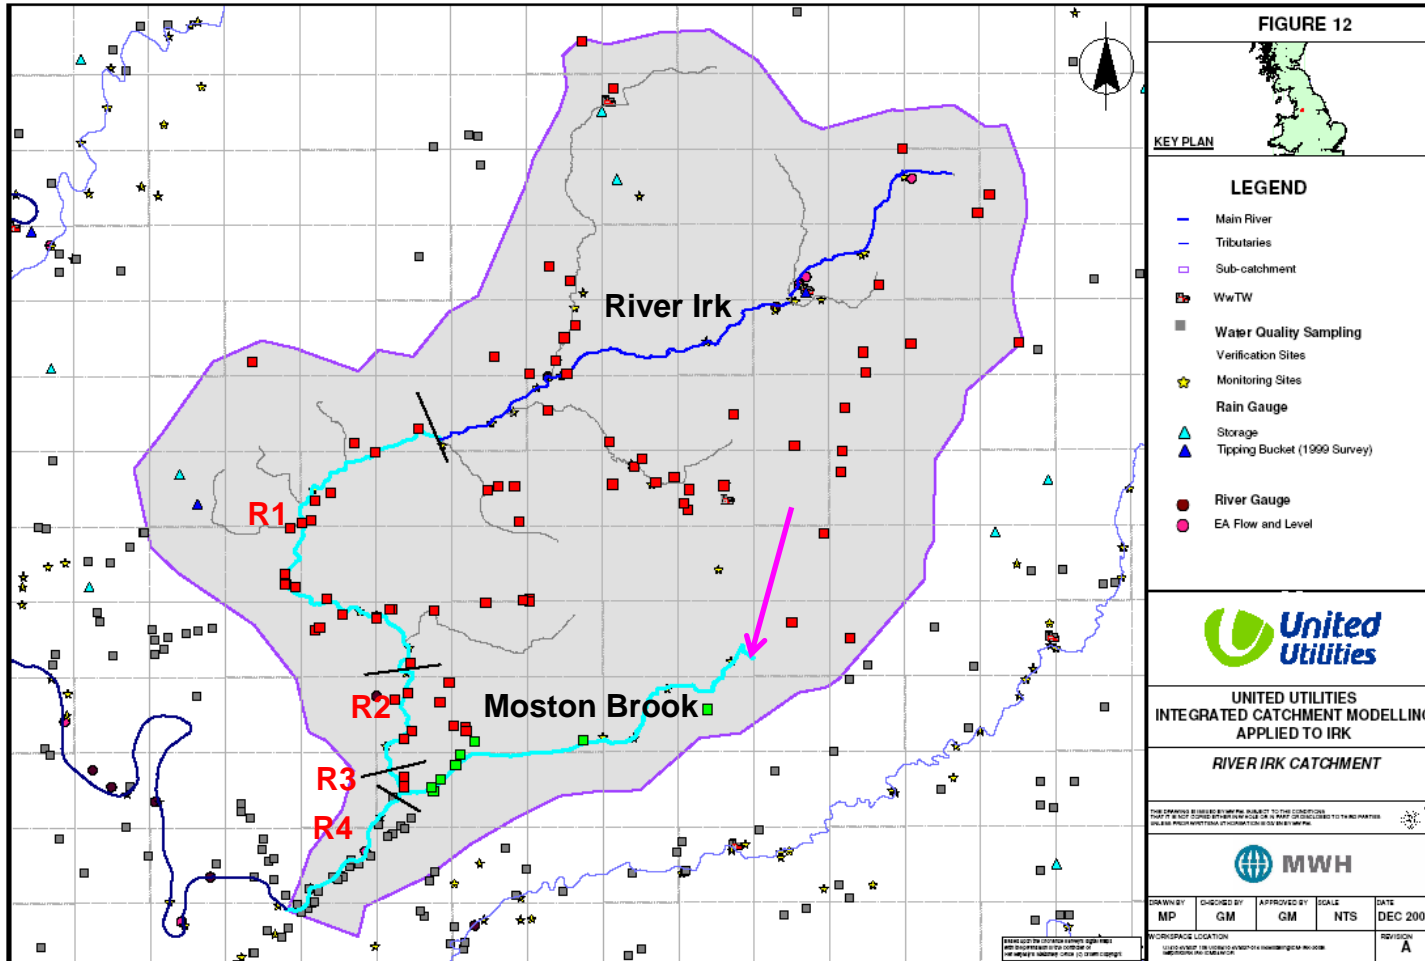 River Irk
R1
R2
Moston Brook
R3
R4
FIGURE 12
KEY PLAN
LEGEND
Main River
Tributaries
Sub-catchment
WwTW
Water Quality Sampling
Verification Sites
Monitoring Sites
Rain Gauge
Storage
Tipping Bucket (1999 Survey)
River Gauge
EA Flow and Level
United
Utilities
UNITED UTILITIES
INTEGRATED CATCHMENT MODELLING
APPLIED TO IRK
RIVER IRK CATCHMENT
MWH
DRAWN BY
MP
CHECKED BY
GM
APPROVED BY
GM
SCALE
NTS
DATE
DEC 200
WORKSPACE LOCATION
REVISION
A